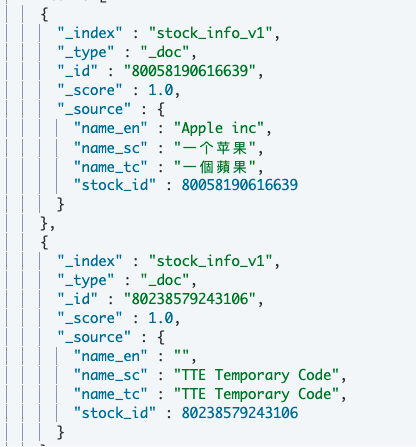 {
"_index" : "stock_info_v1",
"_type" : "_doc",
"_id" : "80058190616639",
"_score" : 1.0,
"_source" : {
"name_en" : "Apple inc",
"name_sc" : "一个苹果",
"name_tc" : "一個蘋果",
"stock_id" : 80058190616639
}
},
{
"_index" : "stock_info_v1",
"_type" : "_doc",
"_id" : "80238579243106",
"_score" : 1.0,
"_source" : {
"name_en" : "",
"name_sc" : "TTE Temporary Code",
"name_tc" : "TTE Temporary Code",
"stock_id" : 80238579243106
}